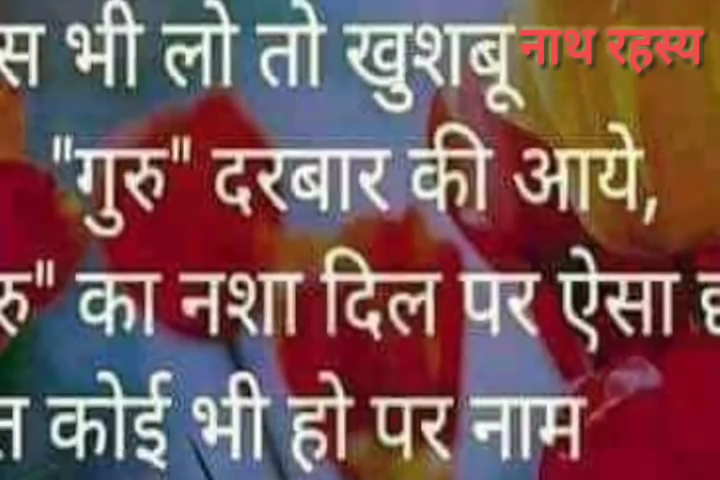 स भी लो तो खुशबू
नाथ रहस्य
"गुरु" दरबार की आये,
रु" का नशा दिल पर ऐसा
कोई भी हो पर नाम